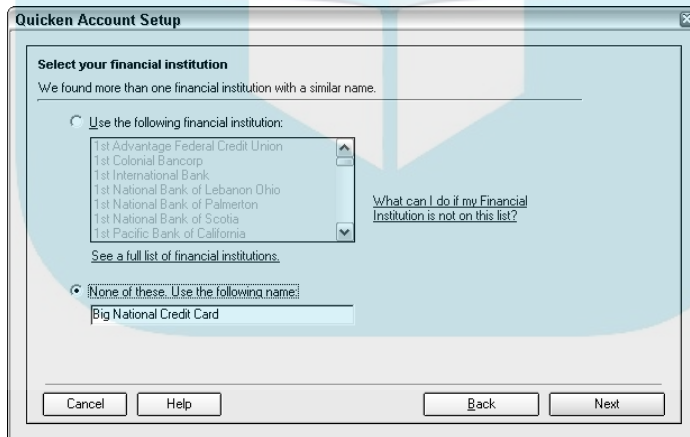 Quicken Account Setup
Select your financial institution
We found more than one financial institution with a similar name.
Use the following financial institution:
1st Advantage Federal Credit Union
1st Colonial Bancorp
1st International Bank
1st National Bank of Lebanon Ohio
1st National Bank of Palmerton
1st National Bank of Scotia
1st Pacific Bank of California
What can I do if my Financial
Institution is not on this list?
See a full list of financial institutions.
None of these. Use the following name:
Big National Credit Card
Cancel
Help
Back
Next